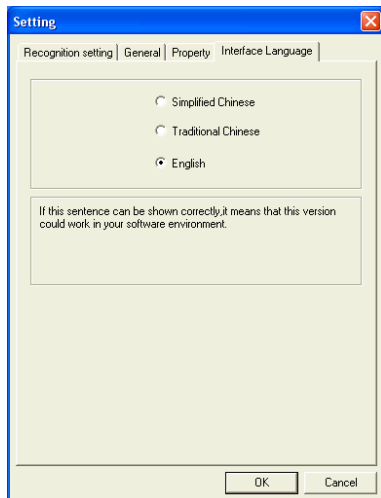 Setting
Recognition setting General Property Interface Language
Simplified Chinese
Traditional Chinese
English
If this sentence can be shown correctly,it means that this version
could work in your software environment.
OK Cancel